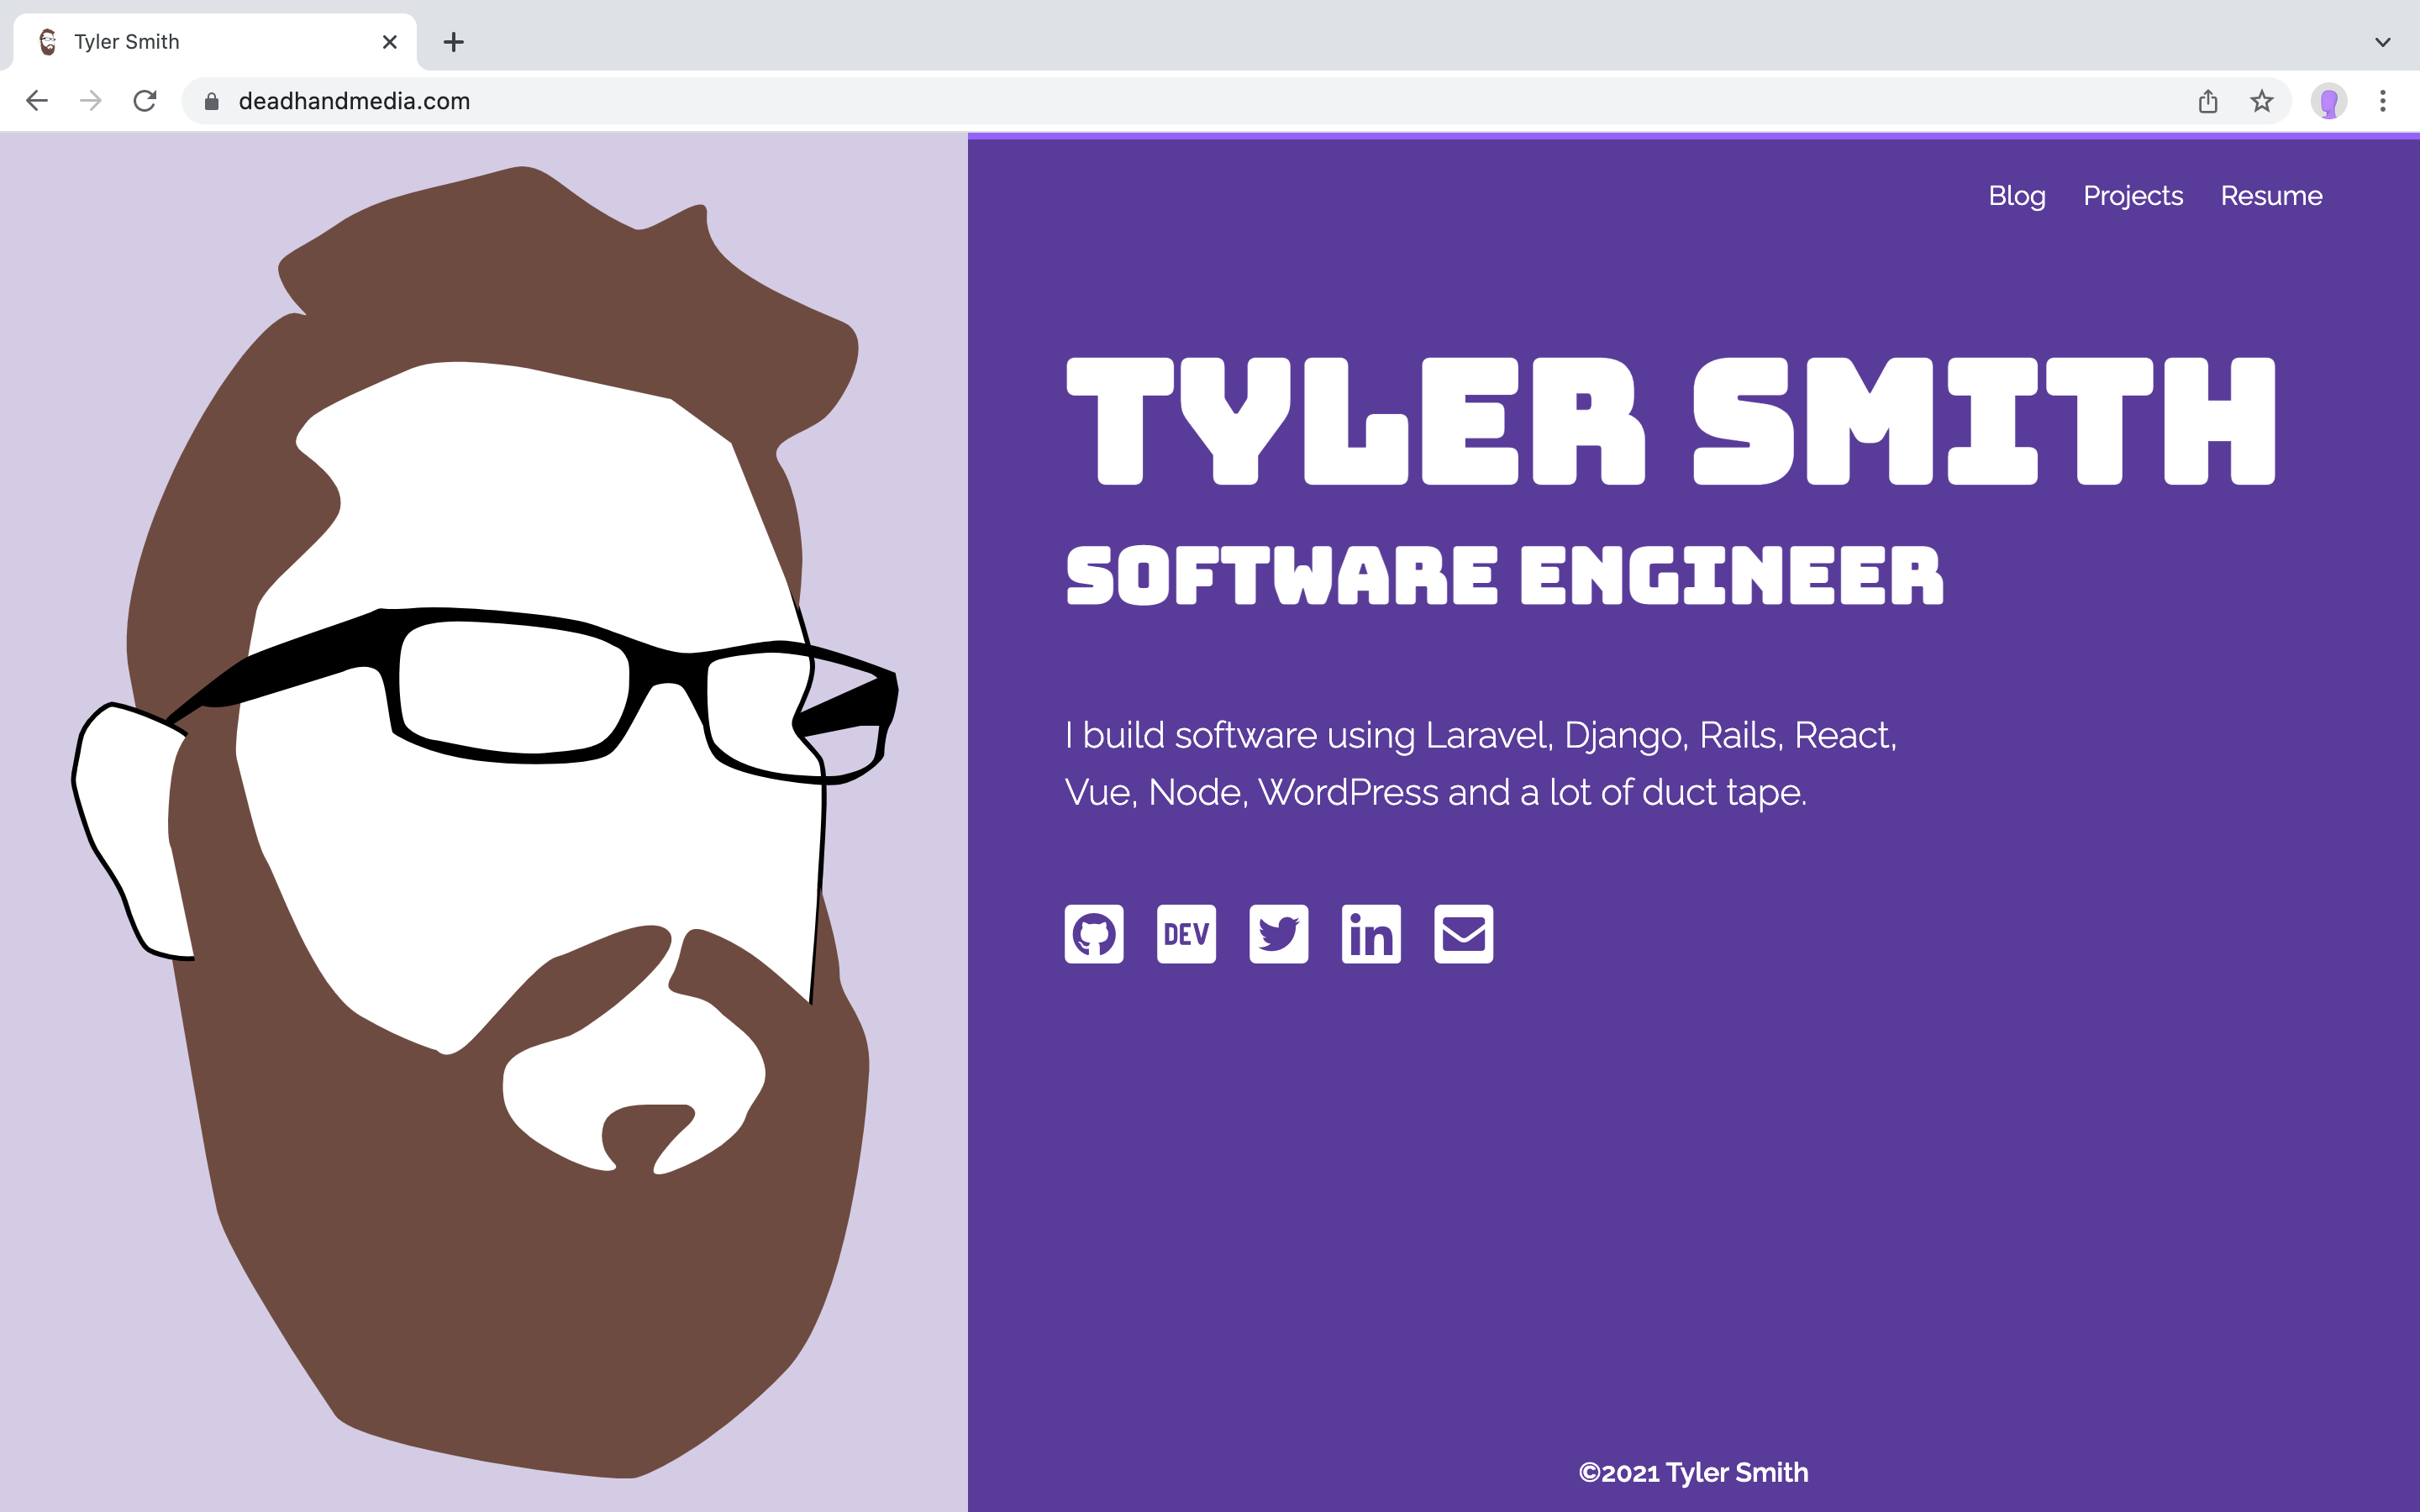 Tyler Smith
deadhandmedia.com
Blog Projects Resume
TYLER SMITH
SOFTWARE ENGINEER
I build software using Laravel, Django, Rails, React,
Vue, Node, WordPress and a lot of duct tape.
DEV in
©2021 Tyler Smith